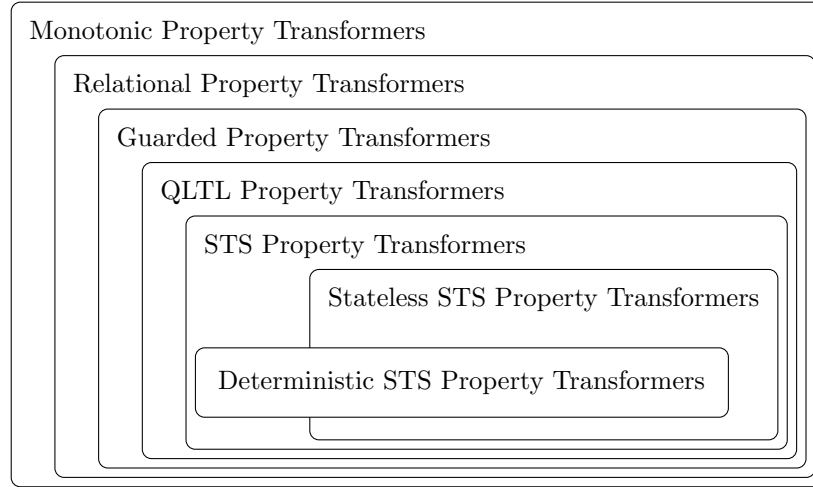 Monotonic Property Transformers
Relational Property Transformers
Guarded Property Transformers
QLTL Property Transformers
STS Property Transformers
Stateless STS Property Transformers
Deterministic STS Property Transformers